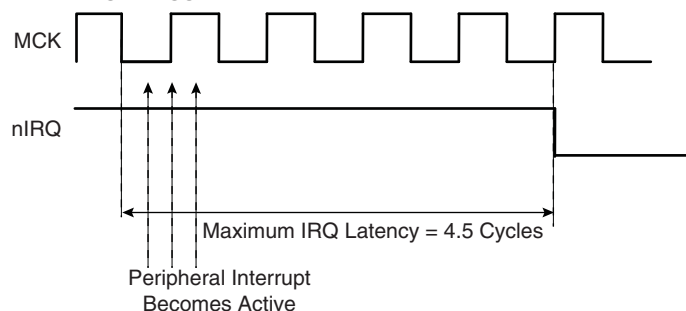 MCK
nIRQ
Maximum IRQ Latency = 4.5 Cycles
Peripheral Interrupt
Becomes Active